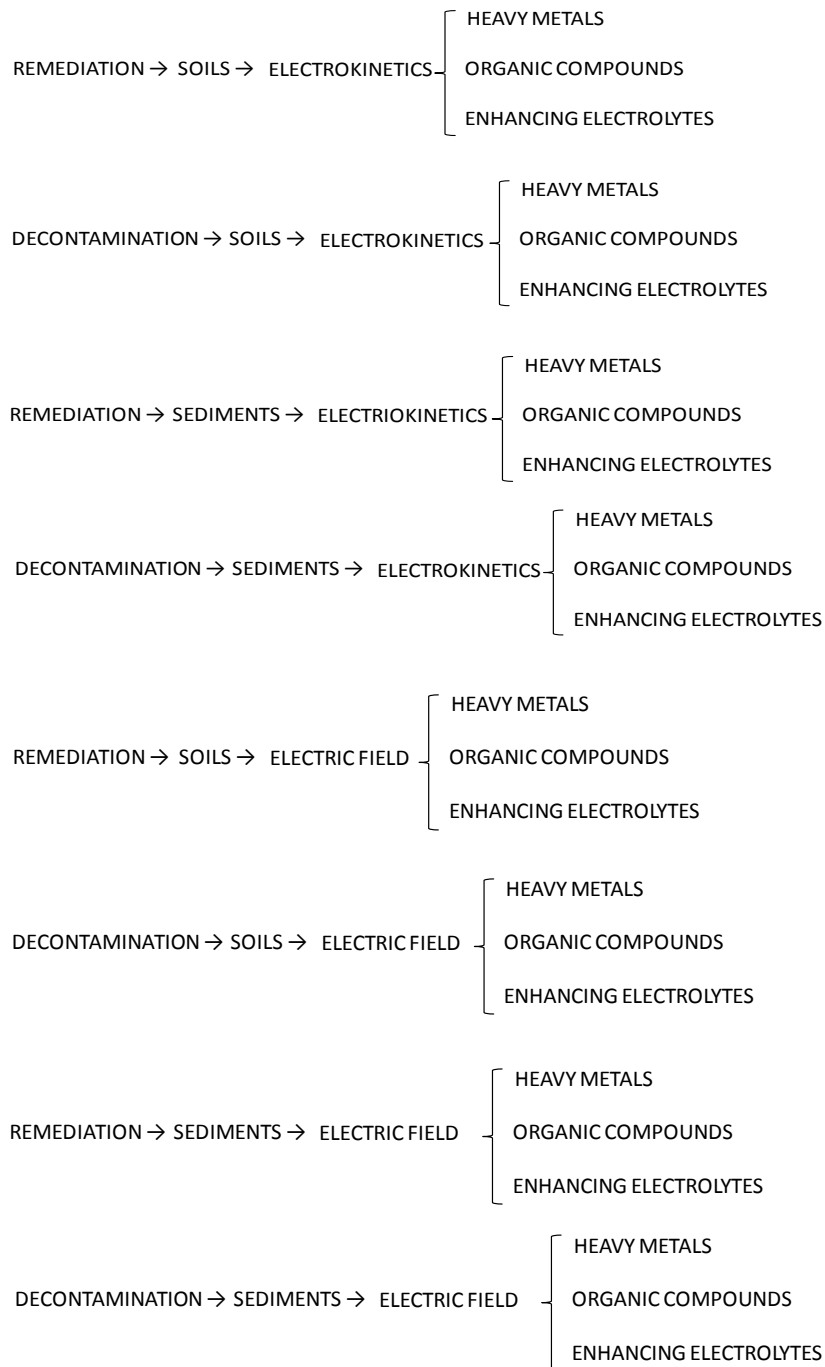 HEAVY METALS
REMEDIATION → SOILS → ELECTROKINETICS ORGANIC COMPOUNDS
ENHANCING ELECTROLYTES
HEAVY METALS
DECONTAMINATION → SOILS → ELECTROKINETICS ORGANIC COMPOUNDS
ENHANCING ELECTROLYTES
HEAVY METALS
REMEDIATION → SEDIMENTS → ELECTRIOKINETICS ORGANIC COMPOUNDS
ENHANCING ELECTROLYTES
HEAVY METALS
DECONTAMINATION → SEDIMENTS → ELECTROKINETICS ORGANIC COMPOUNDS
ENHANCING ELECTROLYTES
HEAVY METALS
REMEDIATION → SOILS → ELECTRIC FIELD ORGANIC COMPOUNDS
ENHANCING ELECTROLYTES
HEAVY METALS
DECONTAMINATION → SOILS → ELECTRIC FIELD ORGANIC COMPOUNDS
ENHANCING ELECTROLYTES
HEAVY METALS
REMEDIATION → SEDIMENTS → ELECTRIC FIELD ORGANIC COMPOUNDS
ENHANCING ELECTROLYTES
HEAVY METALS
DECONTAMINATION → SEDIMENTS → ELECTRIC FIELD ORGANIC COMPOUNDS
ENHANCING ELECTROLYTES